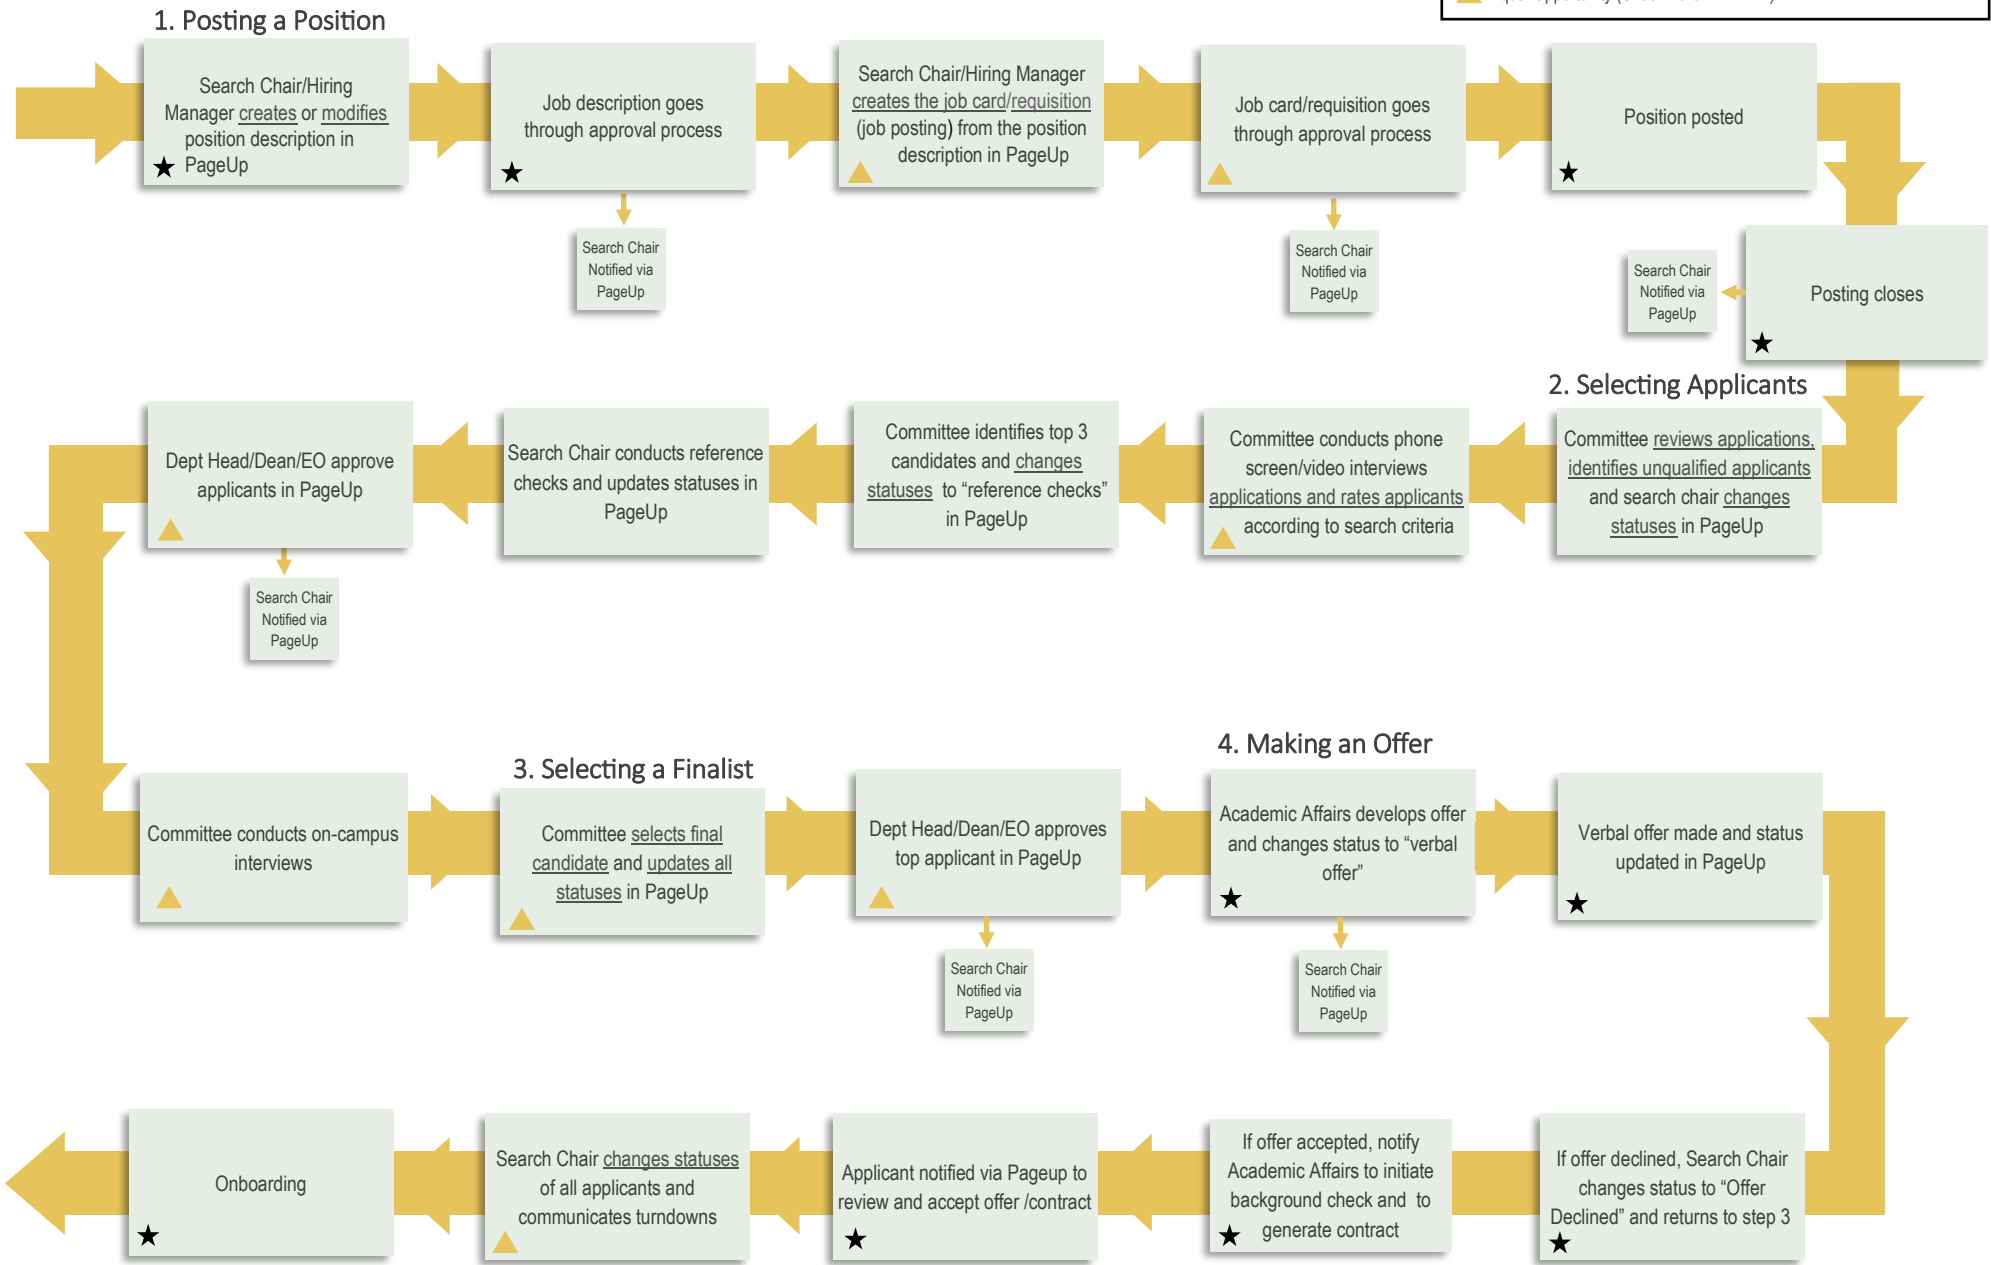 1. Posting a Position
Search Chair/Hiring
Manager creates or modifies
position description in
PageUp
Job description goes
through approval process
Search Chair/Hiring Manager
creates the job card/requisition
(job posting) from the position
description in PageUp
Job card/requisition goes
through approval process
Position posted
Search Chair
Notified via
PageUp
Search Chair
Notified via
PageUp
Search Chair
Notified via
PageUp
Posting closes
2. Selecting Applicants
Committee reviews applications,
identifies unqualified applicants
and search chair changes
statuses in PageUp
Committee conducts phone
screen/video interviews
applications and rates applicants
according to search criteria
Committee identifies top 3
candidates and changes
statuses to “reference checks”
in PageUp
Search Chair conducts reference
checks and updates statuses in
PageUp
Dept Head/Dean/EO approve
applicants in PageUp
Search Chair
Notified via
PageUp
Committee conducts on-campus
interviews
3. Selecting a Finalist
Committee selects final
candidate and updates all
statuses in PageUp
Dept Head/Dean/EO approves
top applicant in PageUp
Search Chair
Notified via
PageUp
4. Making an Offer
Academic Affairs develops offer
and changes status to “verbal
offer”
Search Chair
Notified via
PageUp
Verbal offer made and status
updated in PageUp
If offer declined, Search Chair
changes status to “Offer
Declined” and returns to step 3
If offer accepted, notify
Academic Affairs to initiate
background check and to
generate contract
Applicant notified via Pageup to
review and accept offer /contract
Search Chair changes statuses
of all applicants and
communicates turndowns
Onboarding